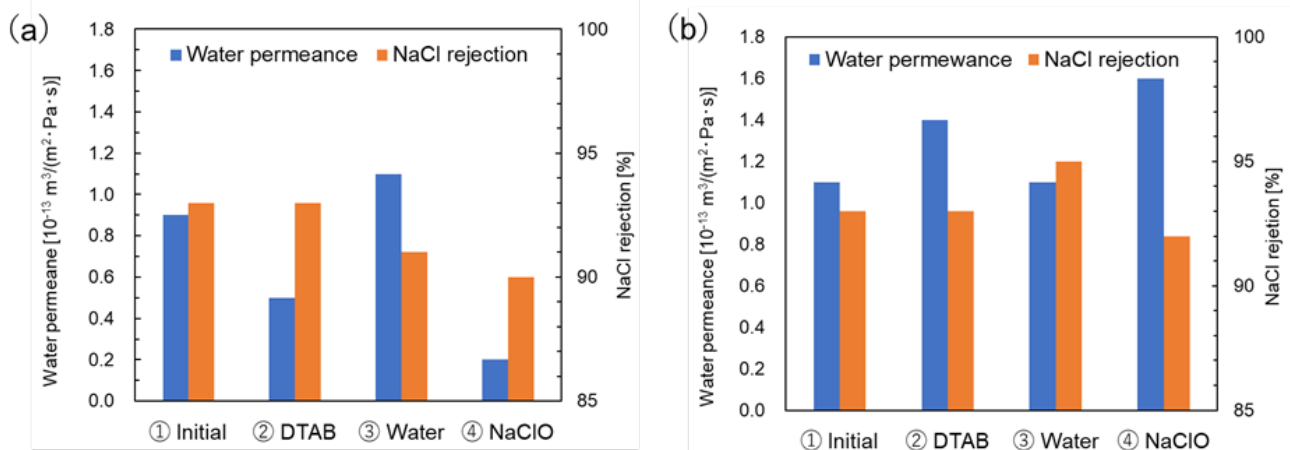 (a)
Water permeance NaCl rejection
Water permeane [10⁻¹³ m³/(m²·Pa·s)]
1.8
1.6
1.4
1.2
1.0
0.8
0.6
0.4
0.2
0.0
100
95
90
85
NaCl rejection [%]
① Initial ② DTAB ③ Water ④ NaClO
(b)
Water permewance NaCl rejection
Water permeance [10⁻¹³ m³/(m²·Pa·s)]
1.8
1.6
1.4
1.2
1.0
0.8
0.6
0.4
0.2
0.0
100
95
90
85
NaCl rejetion [%]
① Initial ② DTAB ③ Water ④ NaClO